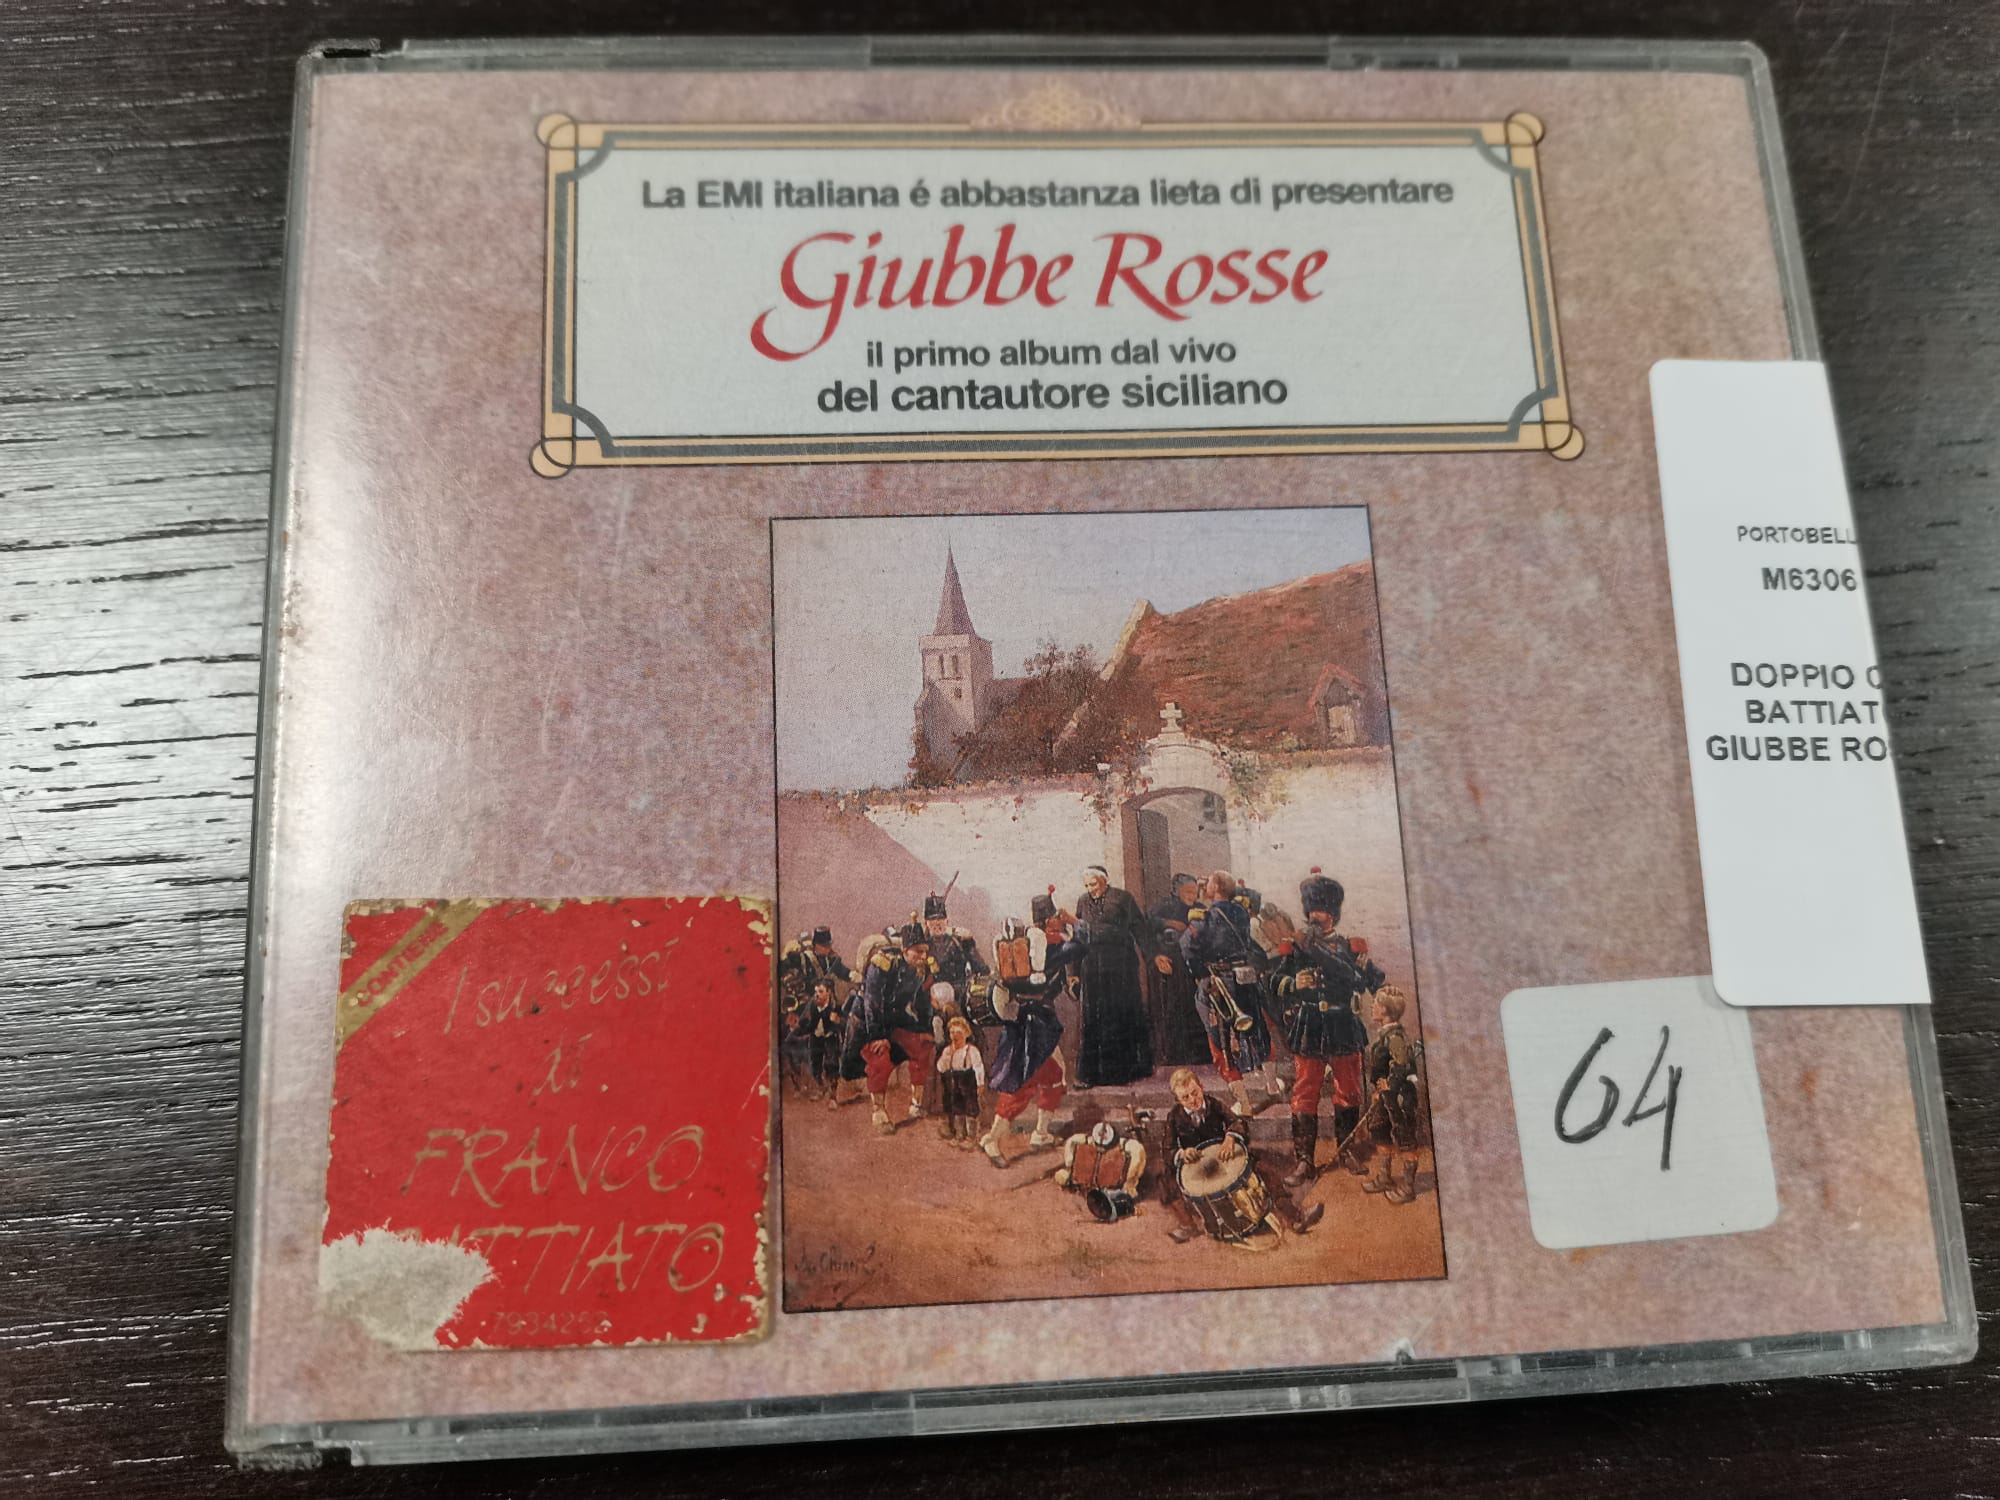 La EMI italiana é abbastanza lieta di presentare
Giubbe Rosse
il primo album dal vivo
del cantautore siciliano
PORTOBELL
M6306
DOPPIO
BATTIAT
GIUBBE RO
I successi
di
FRANCO
BATTIATO
64